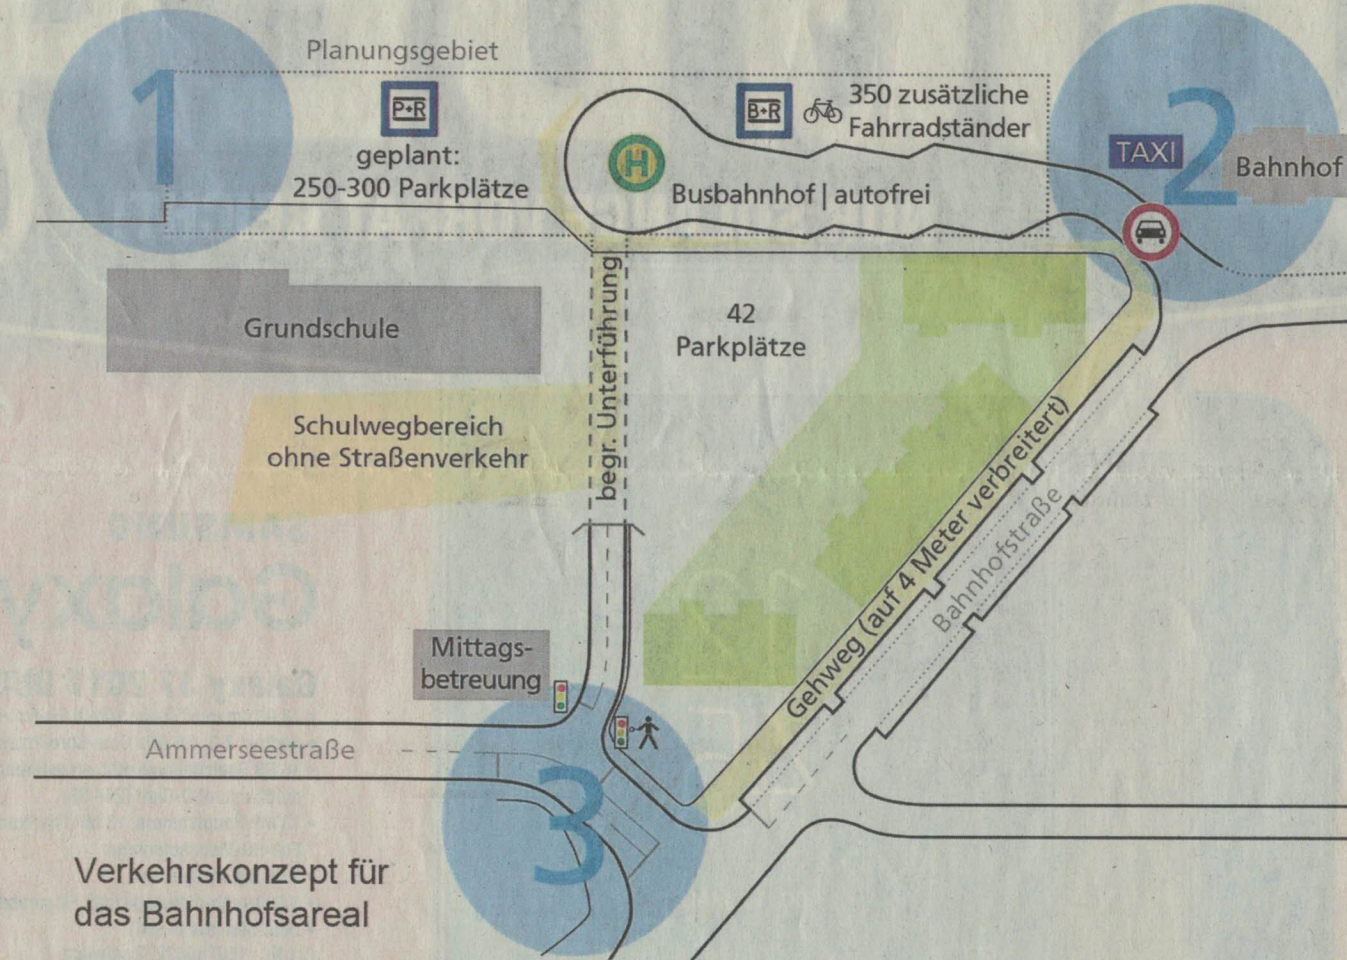 1
Planungsgebiet
P+R
geplant:
250-300 Parkplätze
H
Busbahnhof | autofrei
B+R
350 zusätzliche
Fahrradständer
TAXI
2
Bahnhof
Grundschule
begr. Unterführung
42
Parkplätze
Schulwegbereich
ohne Straßenverkehr
Gehweg (auf 4 Meter verbreitert)
Bahnhofstraße
Mittags-
betreuung
Ammerseestraße
3
Verkehrskonzept für
das Bahnhofsareal